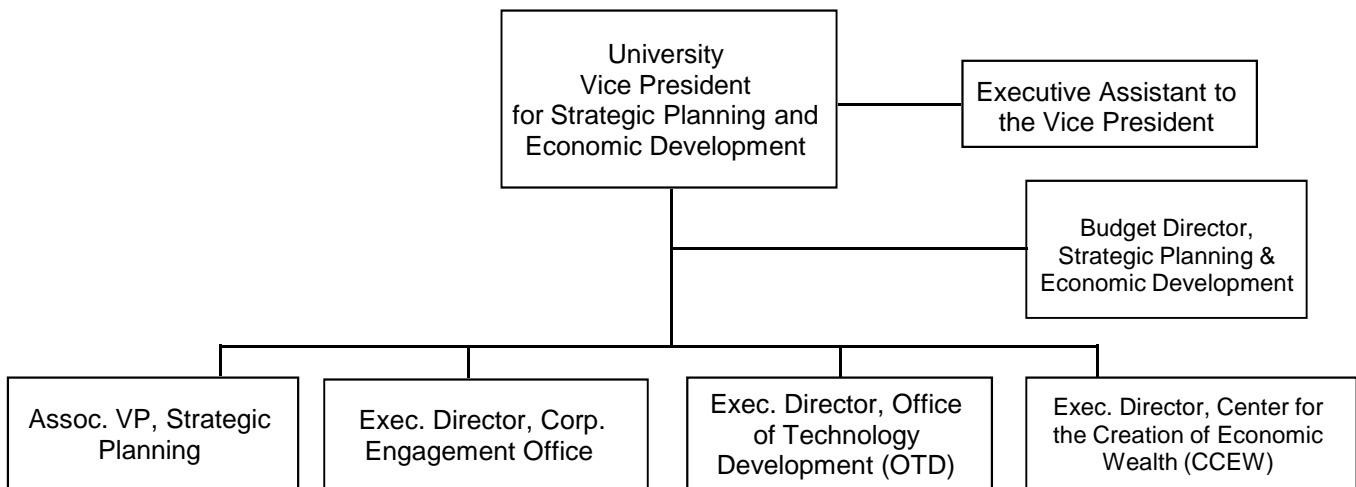 University
Vice President
for Strategic Planning and
Economic Development
Executive Assistant to
the Vice President
Budget Director,
Strategic Planning &
Economic Development
Assoc. VP, Strategic
Planning
Exec. Director, Corp.
Engagement Office
Exec. Director, Office
of Technology
Development (OTD)
Exec. Director, Center for
the Creation of Economic
Wealth (CCEW)